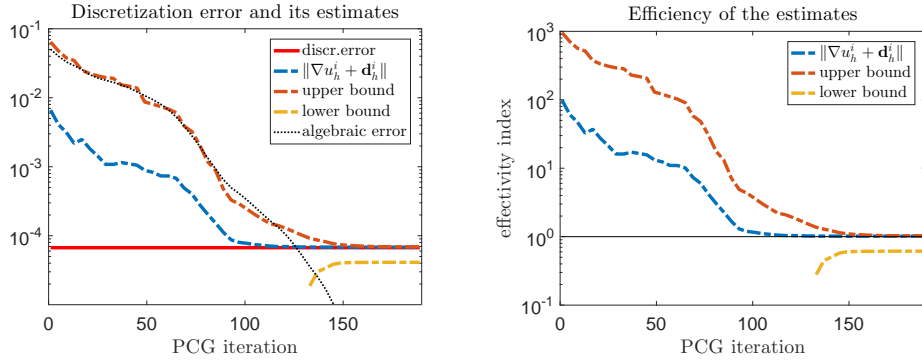 Discretization error and its estimates
10^{-1}
10^{-2}
10^{-3}
10^{-4}
0
50
100
150
PCG iteration
discr.error
‖∇u_h^i + d_h^i‖
upper bound
lower bound
algebraic error
Efficiency of the estimates
effectivity index
10^3
10^2
10^1
10^0
10^{-1}
0
50
100
150
PCG iteration
‖∇u_h^i + d_h^i‖
upper bound
lower bound